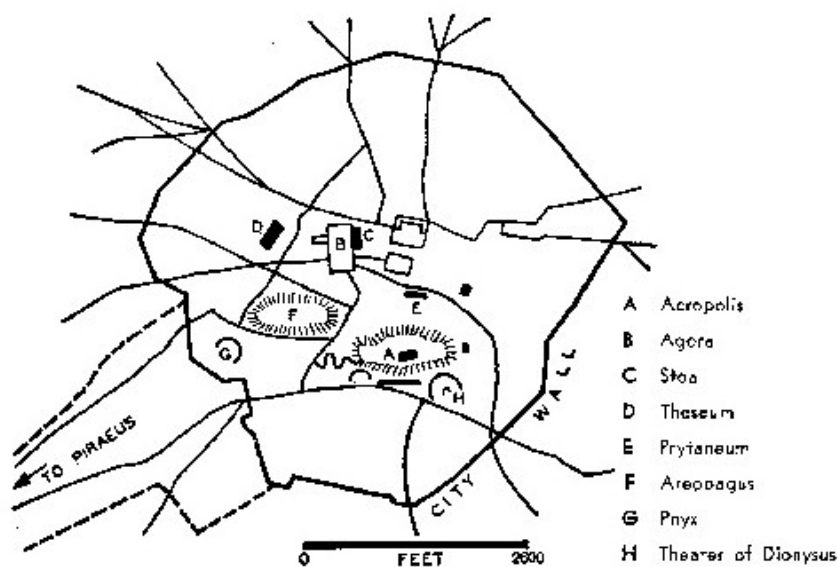 D
B
C
E
F
G
A
H
TO PIRAEUS
CITY WALL
0 2600
FEET
A Acropolis
B Agora
C Stoa
D Theseum
E Prytaneum
F Areopagus
G Pnyx
H Theater of Dionysus